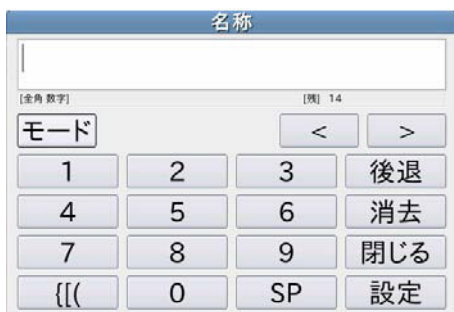 名称
[全角 数字] [残] 14
モード < >
1 2 3 後退
4 5 6 消去
7 8 9 閉じる
{[( 0 SP 設定